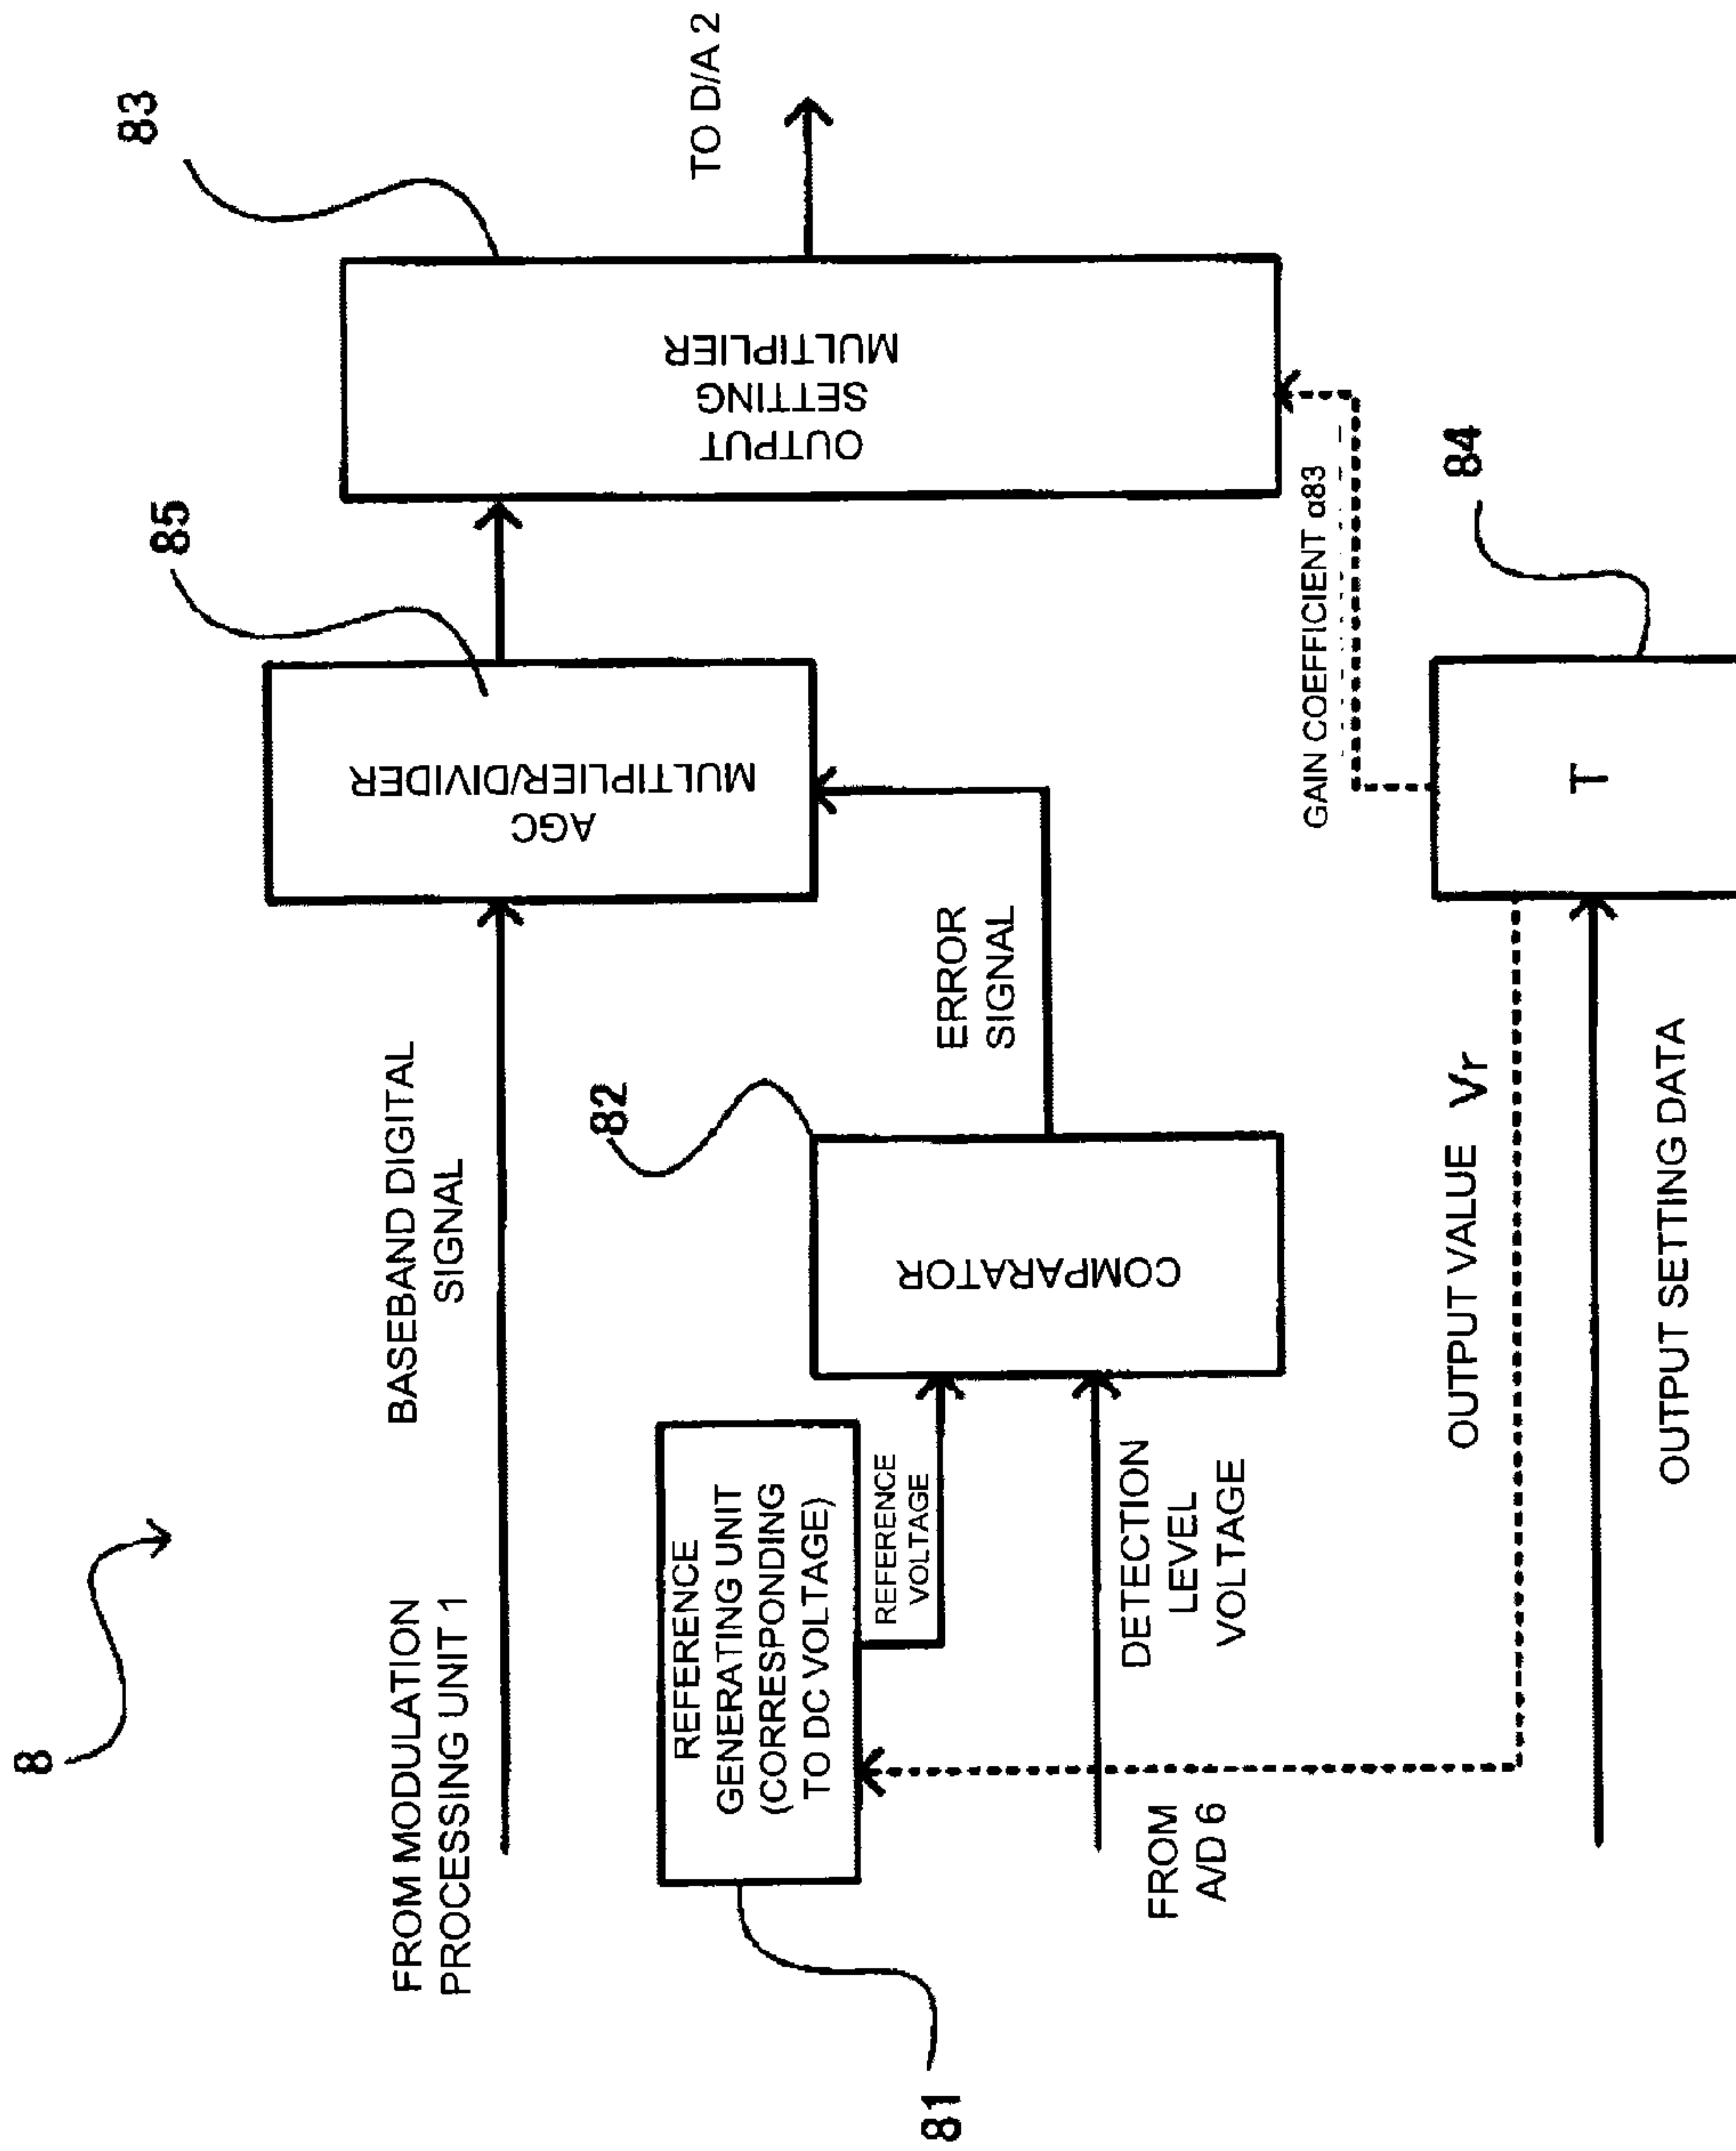 8
FROM MODULATION
PROCESSING UNIT 1
BASEBAND DIGITAL
SIGNAL
85
AGC
MULTIPLIER/DIVIDER
83
OUTPUT
SETTING
MULTIPLIER
TO D/A 2
81
REFERENCE
GENERATING UNIT
(CORRESPONDING
TO DC VOLTAGE)
REFERENCE
VOLTAGE
82
COMPARATOR
ERROR
SIGNAL
FROM
A/D 6
DETECTION
LEVEL
VOLTAGE
GAIN COEFFICIENT α83
OUTPUT VALUE Vr
84
T
OUTPUT SETTING DATA